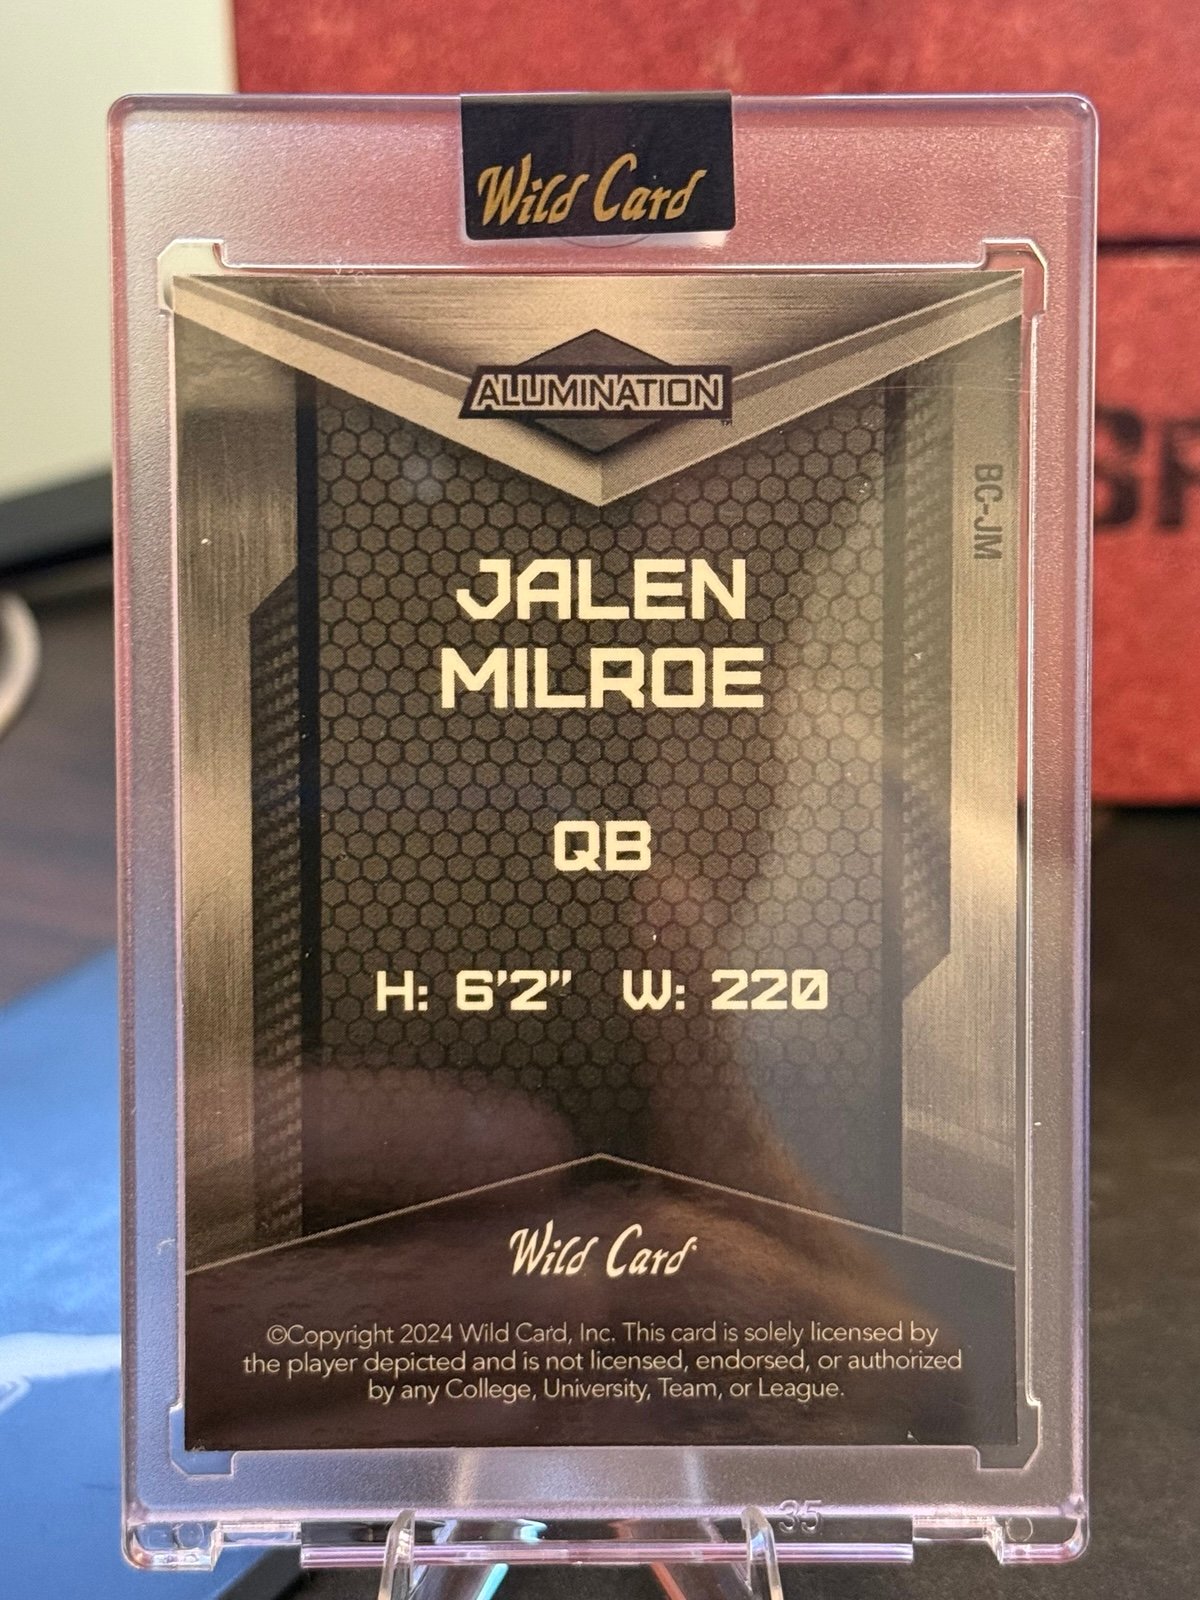 Wild Card
ALUMINATION
BC-JM
JALEN
MILROE
QB
H: 6'2" W: 220
Wild Card
©Copyright 2024 Wild Card, Inc. This card is solely licensed by
the player depicted and is not licensed, endorsed, or authorized
by any College, University, Team, or League.
35